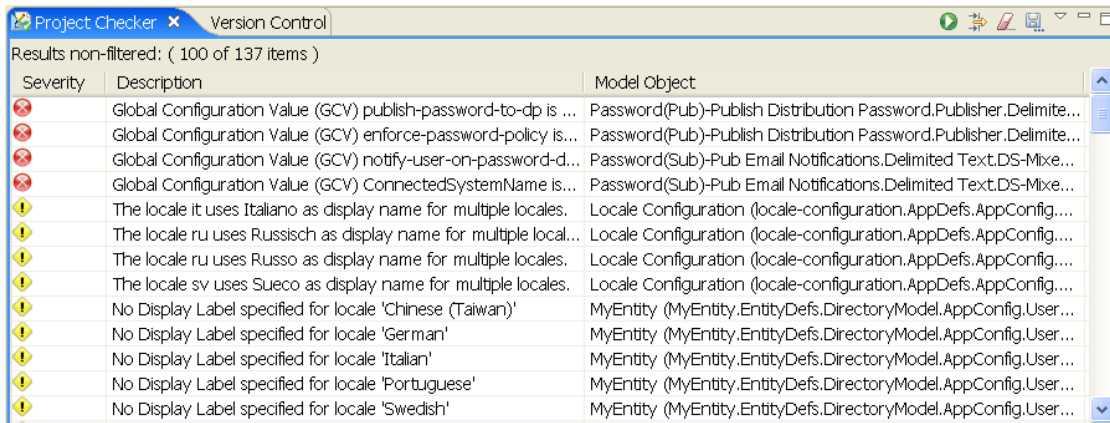 Project Checker Version Control
Results non-filtered: ( 100 of 137 items )
Severity Description Model Object
Global Configuration Value (GCV) publish-password-to-dp is ... Password(Pub)-Publish Distribution Password.Publisher.Delimite...
Global Configuration Value (GCV) enforce-password-policy is... Password(Pub)-Publish Distribution Password.Publisher.Delimite...
Global Configuration Value (GCV) notify-user-on-password-d... Password(Sub)-Pub Email Notifications.Delimited Text.DS-Mixe...
Global Configuration Value (GCV) ConnectedSystemName is... Password(Sub)-Pub Email Notifications.Delimited Text.DS-Mixe...
The locale it uses Italiano as display name for multiple locales. Locale Configuration (locale-configuration.AppDefs.AppConfig....
The locale ru uses Russisch as display name for multiple local... Locale Configuration (locale-configuration.AppDefs.AppConfig....
The locale ru uses Russo as display name for multiple locales. Locale Configuration (locale-configuration.AppDefs.AppConfig....
The locale sv uses Sueco as display name for multiple locales. Locale Configuration (locale-configuration.AppDefs.AppConfig....
No Display Label specified for locale 'Chinese (Taiwan)' MyEntity (MyEntity.EntityDefs.DirectoryModel.AppConfig.User...
No Display Label specified for locale 'German' MyEntity (MyEntity.EntityDefs.DirectoryModel.AppConfig.User...
No Display Label specified for locale 'Italian' MyEntity (MyEntity.EntityDefs.DirectoryModel.AppConfig.User...
No Display Label specified for locale 'Portuguese' MyEntity (MyEntity.EntityDefs.DirectoryModel.AppConfig.User...
No Display Label specified for locale 'Swedish' MyEntity (MyEntity.EntityDefs.DirectoryModel.AppConfig.User...